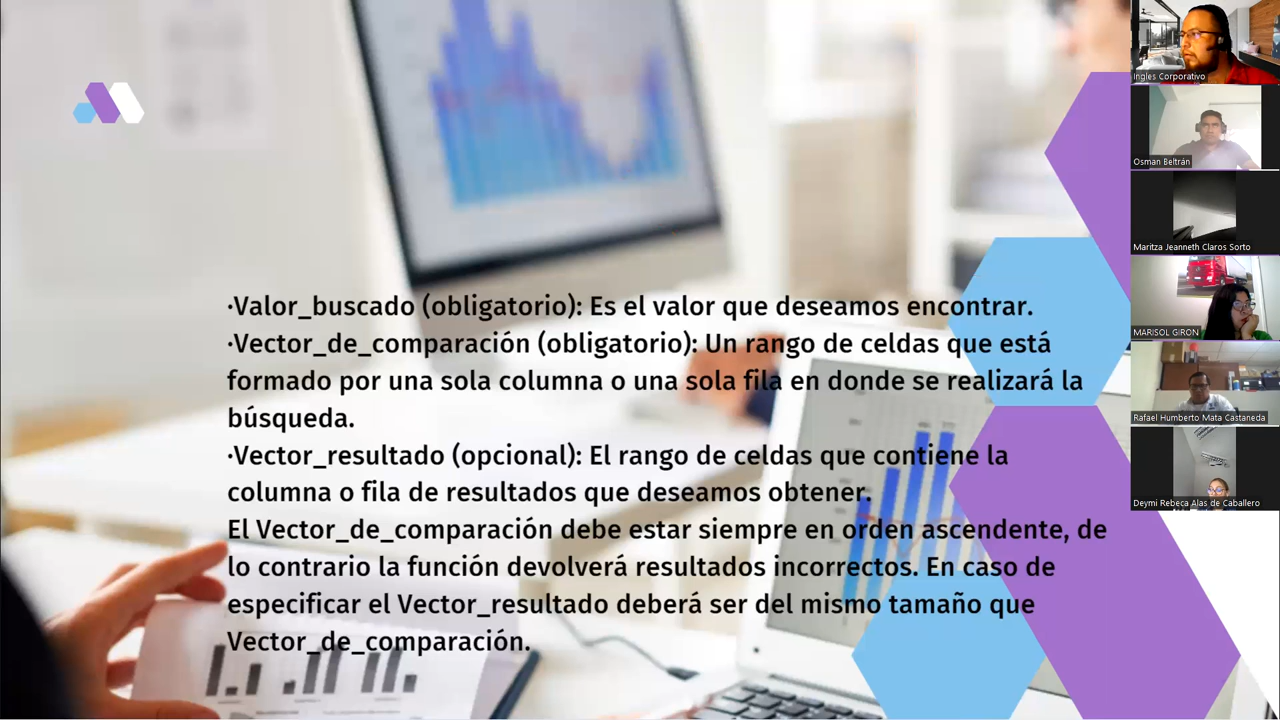 ·Valor_buscado (obligatorio): Es el valor que deseamos encontrar.
·Vector_de_comparación (obligatorio): Un rango de celdas que está
formado por una sola columna o una sola fila en donde se realizará la
búsqueda.
·Vector_resultado (opcional): El rango de celdas que contiene la
columna o fila de resultados que deseamos obtener.
El Vector_de_comparación debe estar siempre en orden ascendente, de
lo contrario la función devolverá resultados incorrectos. En caso de
especificar el Vector_resultado deberá ser del mismo tamaño que
Vector_de_comparación.
Ingles Corporativo
Osman Beltrán
Maritza Jeanneth Claros Sorto
MARISOL GIRON
Rafael Humberto Mata Castaneda
Deymi Rebeca Alas de Caballero